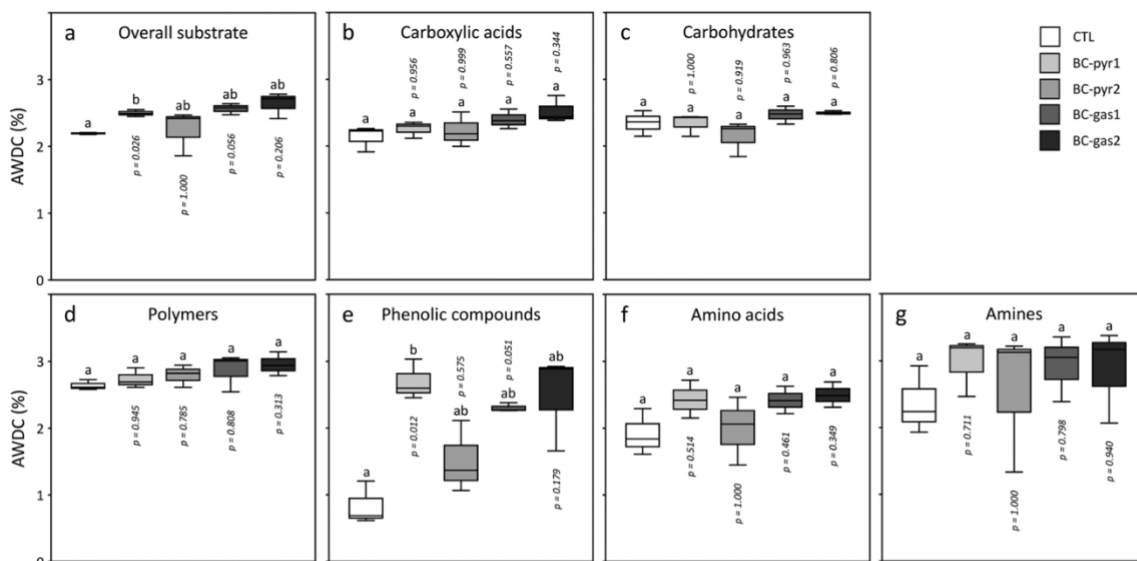 a Overall substrate
AWDC (%)
3
2
1
0
a
b
ab
ab
ab
p = 0.026
p = 1.000
p = 0.056
p = 0.206
b Carboxylic acids
a
a
a
a
a
p = 0.956
p = 0.999
p = 0.557
p = 0.344
c Carbohydrates
a
a
a
a
a
p = 1.000
p = 0.919
p = 0.963
p = 0.806
CTL
BC-pyr1
BC-pyr2
BC-gas1
BC-gas2
d Polymers
AWDC (%)
3
2
1
0
a
a
a
a
a
p = 0.945
p = 0.785
p = 0.808
p = 0.313
e Phenolic compounds
a
b
ab
ab
ab
p = 0.012
p = 0.575
p = 0.051
p = 0.179
f Amino acids
a
a
a
a
a
p = 0.514
p = 1.000
p = 0.461
p = 0.349
g Amines
a
a
a
a
a
p = 0.711
p = 1.000
p = 0.798
p = 0.940